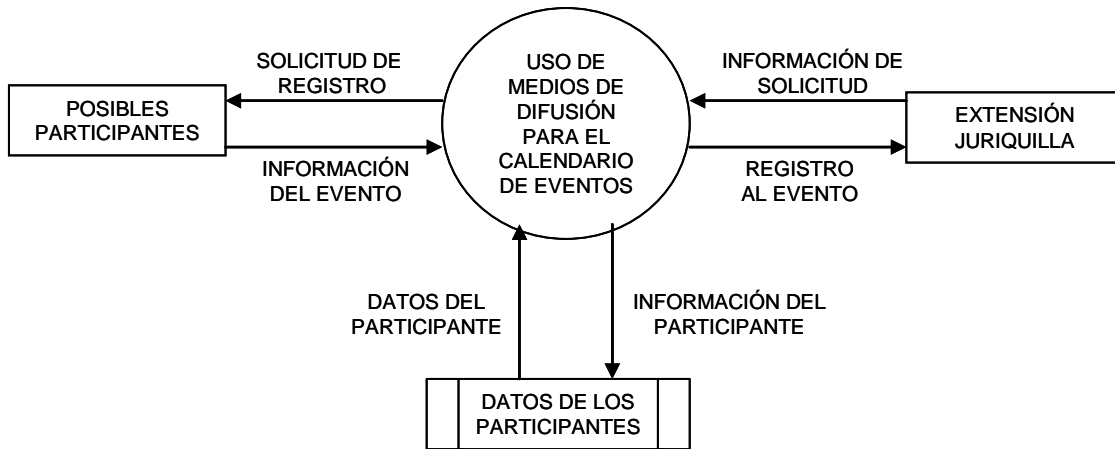 SOLICITUD DE
REGISTRO
POSIBLES
PARTICIPANTES
INFORMACIÓN
DEL EVENTO
USO DE
MEDIOS DE
DIFUSIÓN
PARA EL
CALENDARIO
DE EVENTOS
INFORMACIÓN DE
SOLICITUD
EXTENSIÓN
JURIQUILLA
REGISTRO
AL EVENTO
DATOS DEL
PARTICIPANTE
INFORMACIÓN DEL
PARTICIPANTE
DATOS DE LOS
PARTICIPANTES